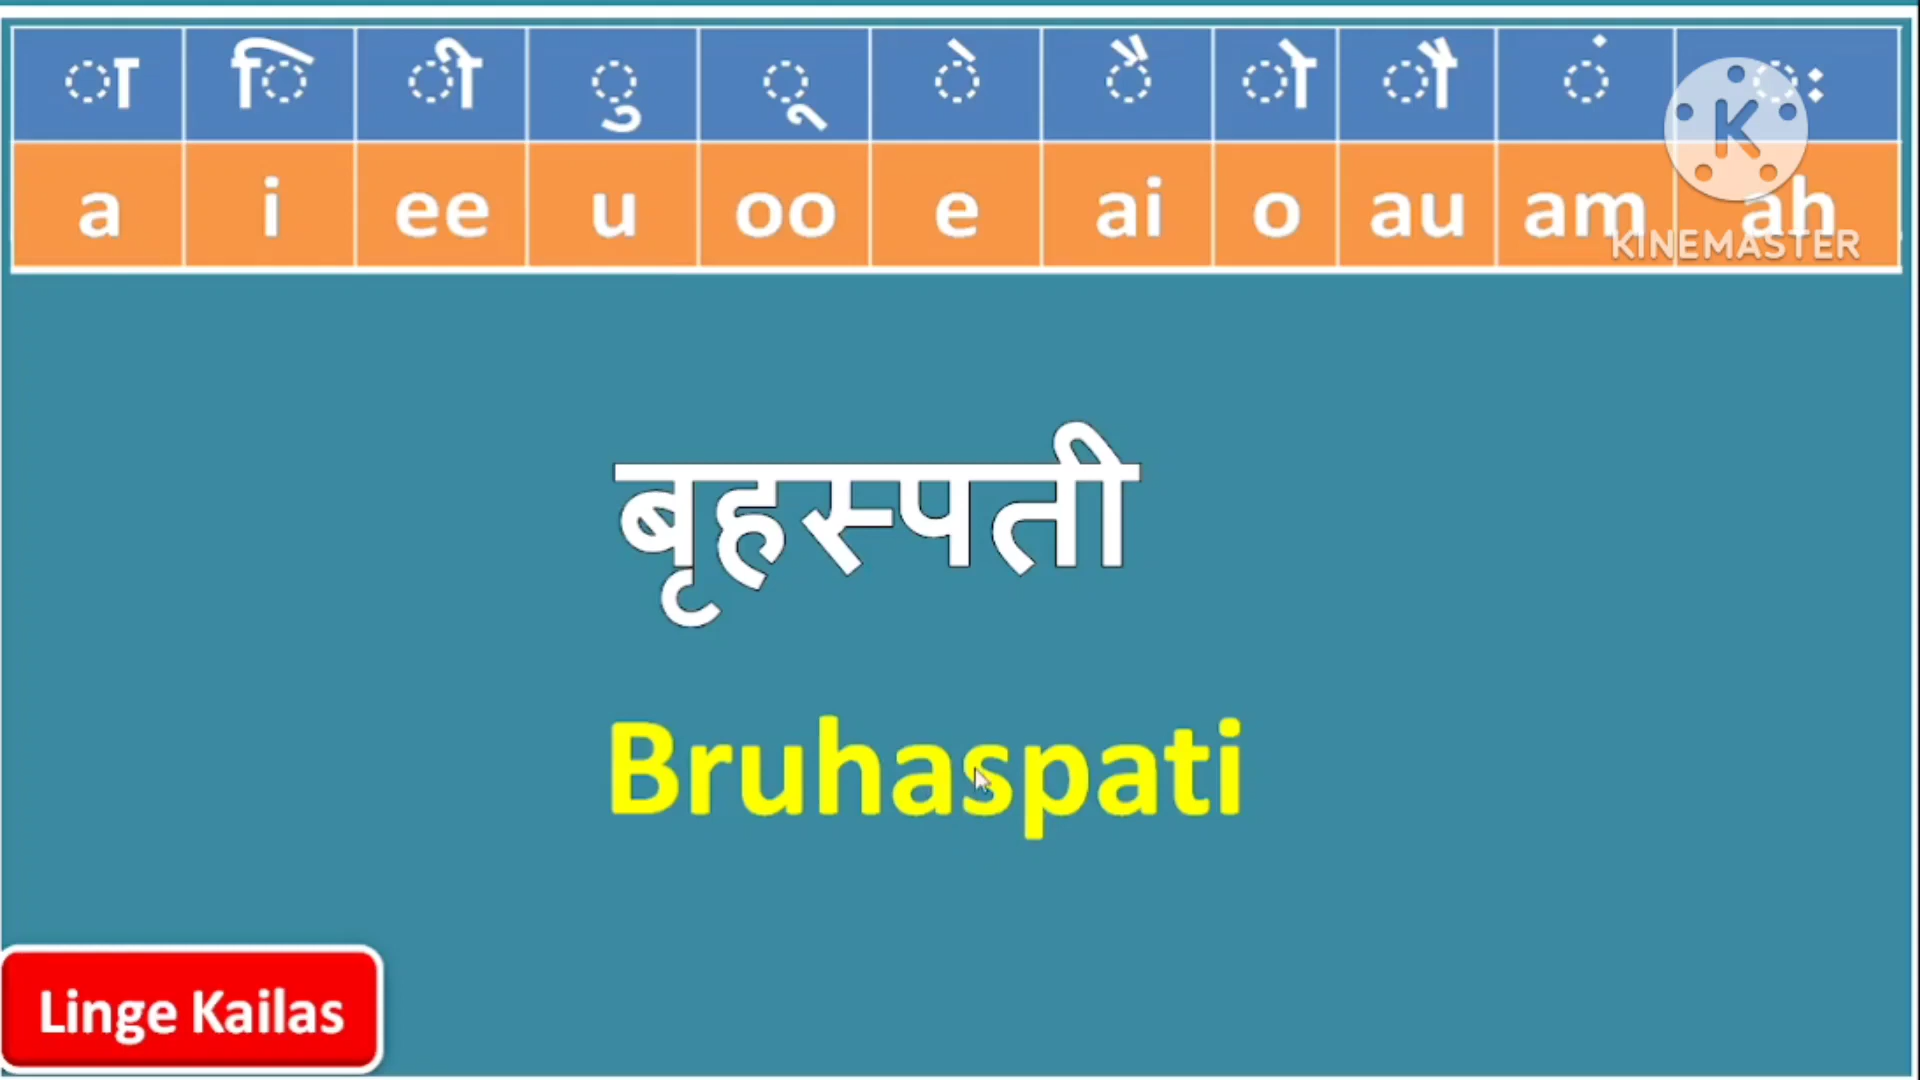 ा ि ी ु ू े ै ो ौ ं ः
a i ee u oo e ai o au am ah
K
KINEMASTER
बृहस्पती
Bruhaspati
Linge Kailas